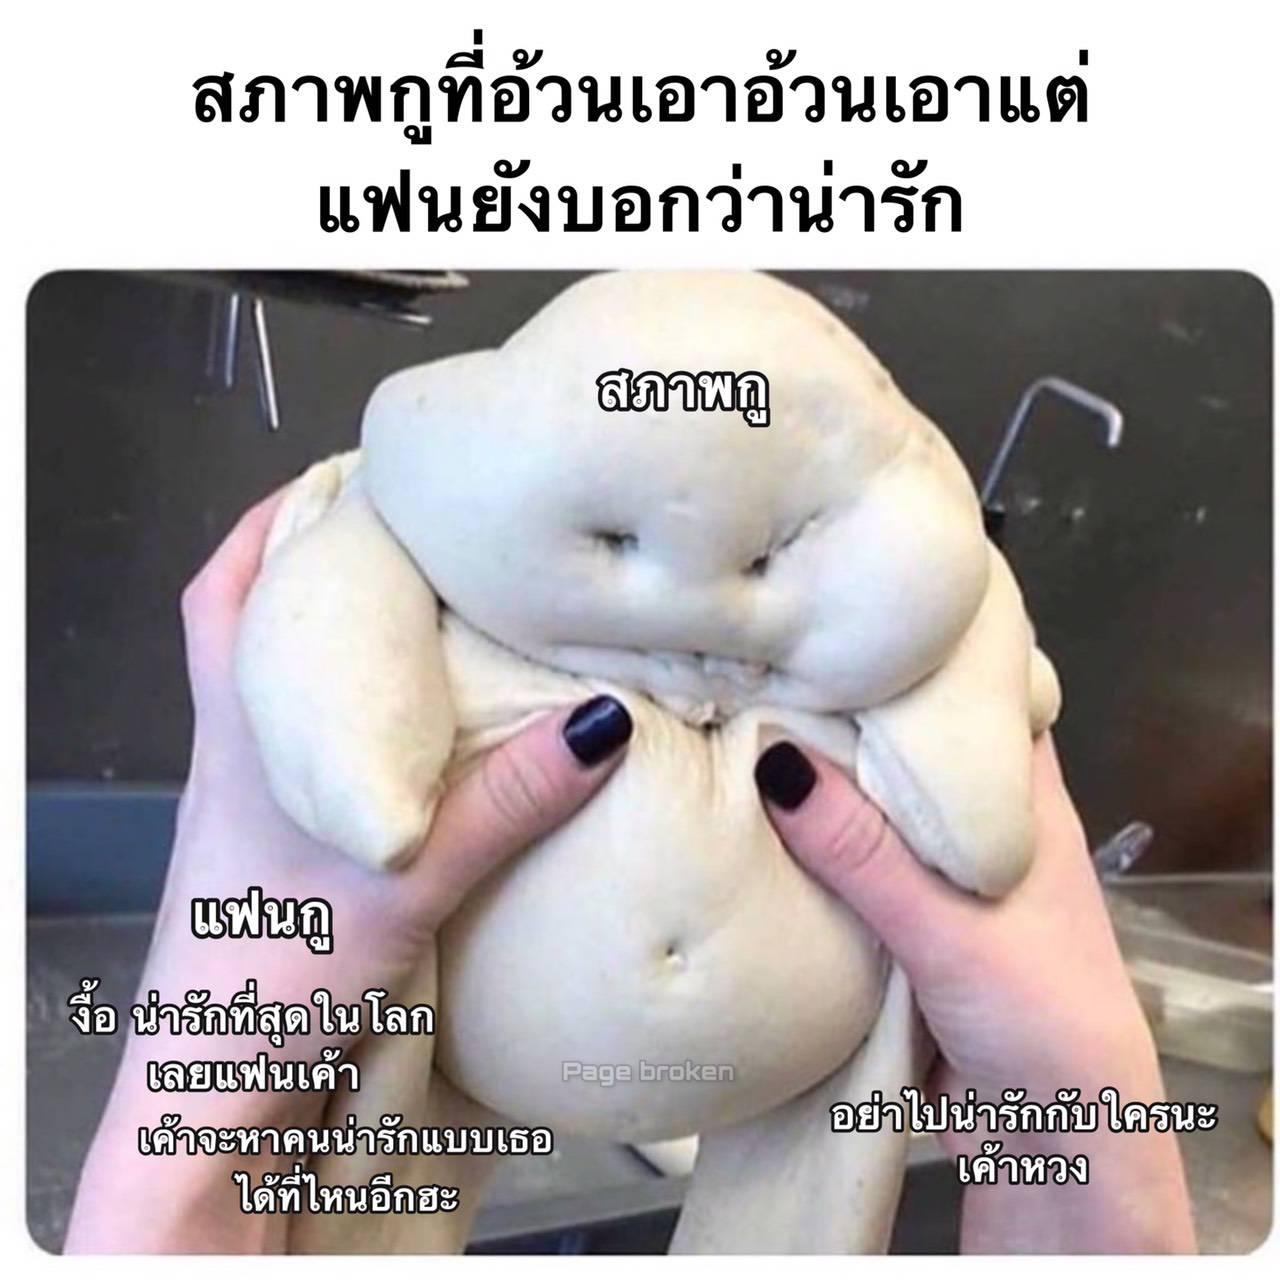 สภาพกูที่อ้วนเอาอ้วนเอาแต่
แฟนยังบอกว่าน่ารัก
สภาพกู
แฟนกู
งื้อ น่ารักที่สุดในโลก
เลยแฟนเค้า
เค้าจะหาคนน่ารักแบบเธอ
ได้ที่ไหนอีกฮะ
Page broken
อย่าไปน่ารักกับใครนะ
เค้าหวง